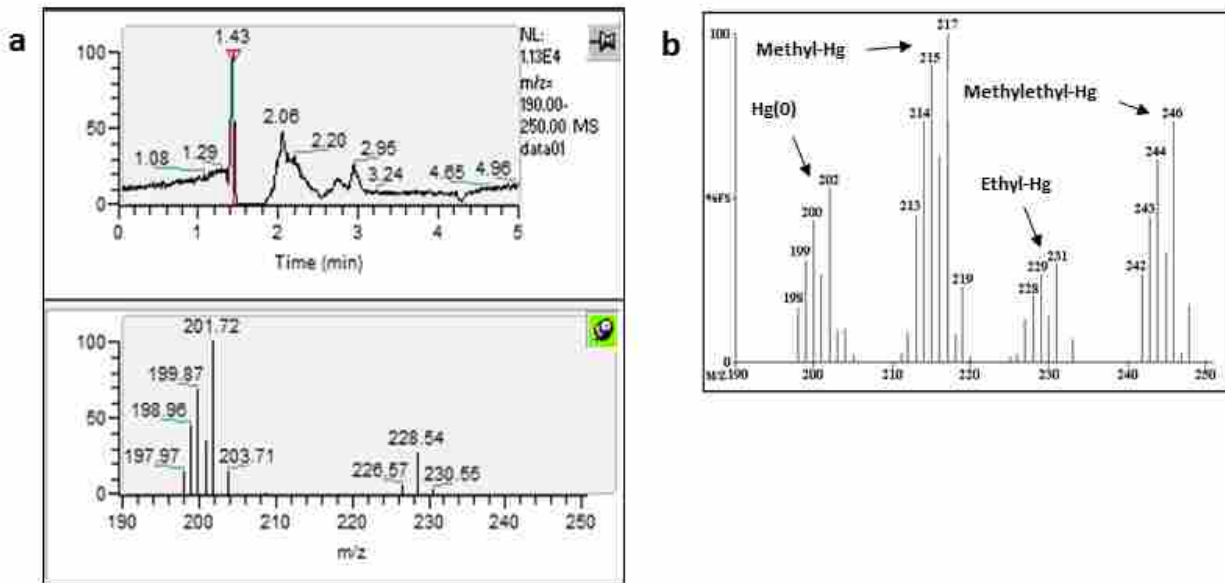 a
100
50
0
1.43
1.08
1.29
2.06
2.20
2.95
3.24
4.65
4.96
0 1 2 3 4 5
Time (min)
NL:
1.13E4
m/z=
190.00-
250.00 MS
data01
100
50
0
201.72
199.87
198.96
197.97
203.71
228.54
226.57
230.55
190 200 210 220 230 240 250
m/z
b
100
%FS
0
Methyl-Hg
Hg(0)
Methylethyl-Hg
Ethyl-Hg
217
215
214
213
219
202
200
199
198
231
229
228
246
244
243
242
M/Z 190 200 210 220 230 240 250